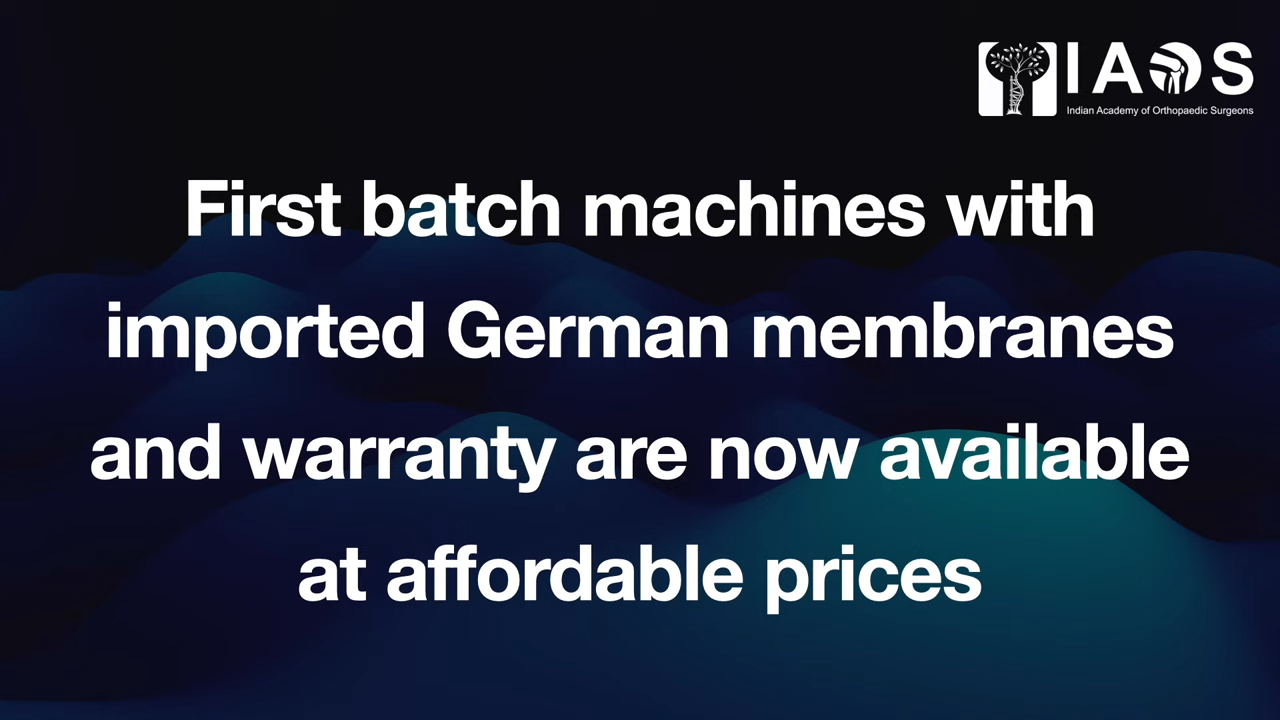 IAOS
Indian Academy of Orthopaedic Surgeons
First batch machines with
imported German membranes
and warranty are now available
at affordable prices